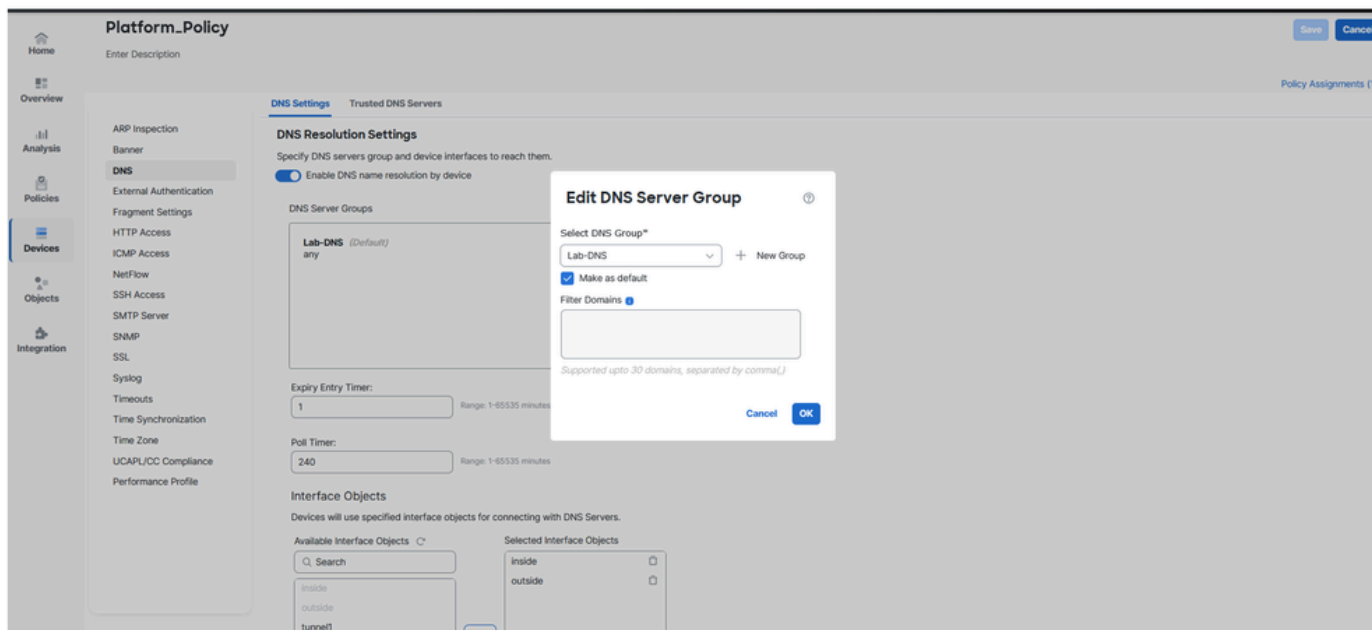 Platform_Policy
Enter Description
Save
Cancel
Policy Assignments
Home
Overview
Analysis
Policies
Devices
Objects
Integration
ARP Inspection
Banner
DNS
External Authentication
Fragment Settings
HTTP Access
ICMP Access
NetFlow
SSH Access
SMTP Server
SNMP
SSL
Syslog
Timeouts
Time Synchronization
Time Zone
UCAPL/CC Compliance
Performance Profile
DNS Settings Trusted DNS Servers
DNS Resolution Settings
Specify DNS servers group and device interfaces to reach them.
Enable DNS name resolution by device
DNS Server Groups
Lab-DNS (Default)
any
Expiry Entry Timer:
1 Range: 1-65535 minutes
Poll Timer:
240 Range: 1-65535 minutes
Interface Objects
Devices will use specified interface objects for connecting with DNS Servers.
Available Interface Objects
Search
inside
outside
tunnel1
Selected Interface Objects
inside
outside
Edit DNS Server Group
Select DNS Group*
Lab-DNS + New Group
Make as default
Filter Domains
Supported upto 30 domains, separated by comma(,)
Cancel OK